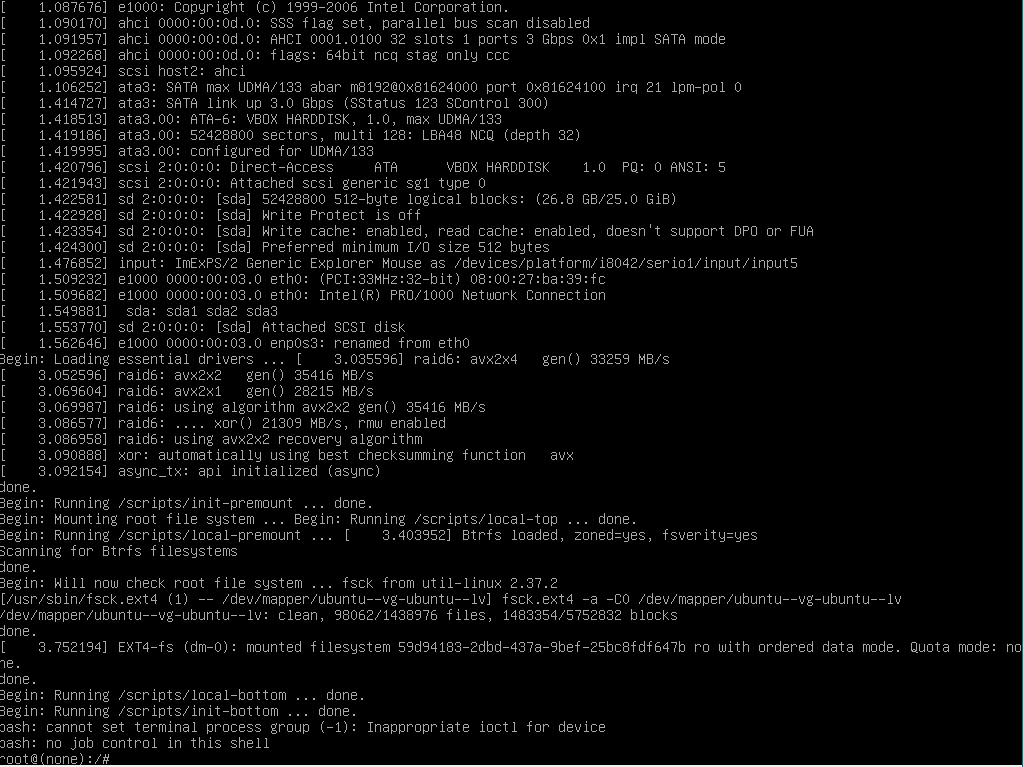 [    1.087676] e1000: Copyright (c) 1999-2006 Intel Corporation.
[    1.090170] ahci 0000:00:0d.0: SSS flag set, parallel bus scan disabled
[    1.091957] ahci 0000:00:0d.0: AHCI 0001.0100 32 slots 1 ports 3 Gbps 0x1 impl SATA mode
[    1.092268] ahci 0000:00:0d.0: flags: 64bit ncq stag only ccc
[    1.095924] scsi host2: ahci
[    1.106252] ata3: SATA max UDMA/133 abar m8192@0x81624000 port 0x81624100 irq 21 lpm-pol 0
[    1.414727] ata3: SATA link up 3.0 Gbps (SStatus 123 SControl 300)
[    1.418513] ata3.00: ATA-6: VBOX HARDDISK, 1.0, max UDMA/133
[    1.419186] ata3.00: 52428800 sectors, multi 128: LBA48 NCQ (depth 32)
[    1.419995] ata3.00: configured for UDMA/133
[    1.420796] scsi 2:0:0:0: Direct-Access     ATA      VBOX HARDDISK    1.0  PQ: 0 ANSI: 5
[    1.421943] scsi 2:0:0:0: Attached scsi generic sg1 type 0
[    1.422581] sd 2:0:0:0: [sda] 52428800 512-byte logical blocks: (26.8 GB/25.0 GiB)
[    1.422928] sd 2:0:0:0: [sda] Write Protect is off
[    1.423354] sd 2:0:0:0: [sda] Write cache: enabled, read cache: enabled, doesn't support DPO or FUA
[    1.424300] sd 2:0:0:0: [sda] Preferred minimum I/O size 512 bytes
[    1.476852] input: ImExPS/2 Generic Explorer Mouse as /devices/platform/i8042/serio1/input/input5
[    1.509232] e1000 0000:00:03.0 eth0: (PCI:33MHz:32-bit) 08:00:27:ba:39:fc
[    1.509682] e1000 0000:00:03.0 eth0: Intel(R) PRO/1000 Network Connection
[    1.549881]  sda: sda1 sda2 sda3
[    1.553770] sd 2:0:0:0: [sda] Attached SCSI disk
[    1.562646] e1000 0000:00:03.0 enp0s3: renamed from eth0
Begin: Loading essential drivers ... [    3.035596] raid6: avx2x4   gen() 33259 MB/s
[    3.052596] raid6: avx2x2   gen() 35416 MB/s
[    3.069604] raid6: avx2x1   gen() 28215 MB/s
[    3.069987] raid6: using algorithm avx2x2 gen() 35416 MB/s
[    3.086577] raid6: .... xor() 21309 MB/s, rmw enabled
[    3.086958] raid6: using avx2x2 recovery algorithm
[    3.090888] xor: automatically using best checksumming function   avx
[    3.092154] async_tx: api initialized (async)
done.
Begin: Running /scripts/init-premount ... done.
Begin: Mounting root file system ... Begin: Running /scripts/local-top ... done.
Begin: Running /scripts/local-premount ... [    3.403952] Btrfs loaded, zoned=yes, fsverity=yes
Scanning for Btrfs filesystems
done.
Begin: Will now check root file system ... fsck from util-linux 2.37.2
[/usr/sbin/fsck.ext4 (1) -- /dev/mapper/ubuntu--vg-ubuntu--lv] fsck.ext4 -a -C0 /dev/mapper/ubuntu--vg-ubuntu--lv
/dev/mapper/ubuntu--vg-ubuntu--lv: clean, 98062/1438976 files, 1483354/5752832 blocks
done.
[    3.752194] EXT4-fs (dm-0): mounted filesystem 59d94183-2dbd-437a-9bef-25bc8fdf647b ro with ordered data mode. Quota mode: no
ne.
done.
Begin: Running /scripts/local-bottom ... done.
Begin: Running /scripts/init-bottom ... done.
bash: cannot set terminal process group (-1): Inappropriate ioctl for device
bash: no job control in this shell
root@(none):/#